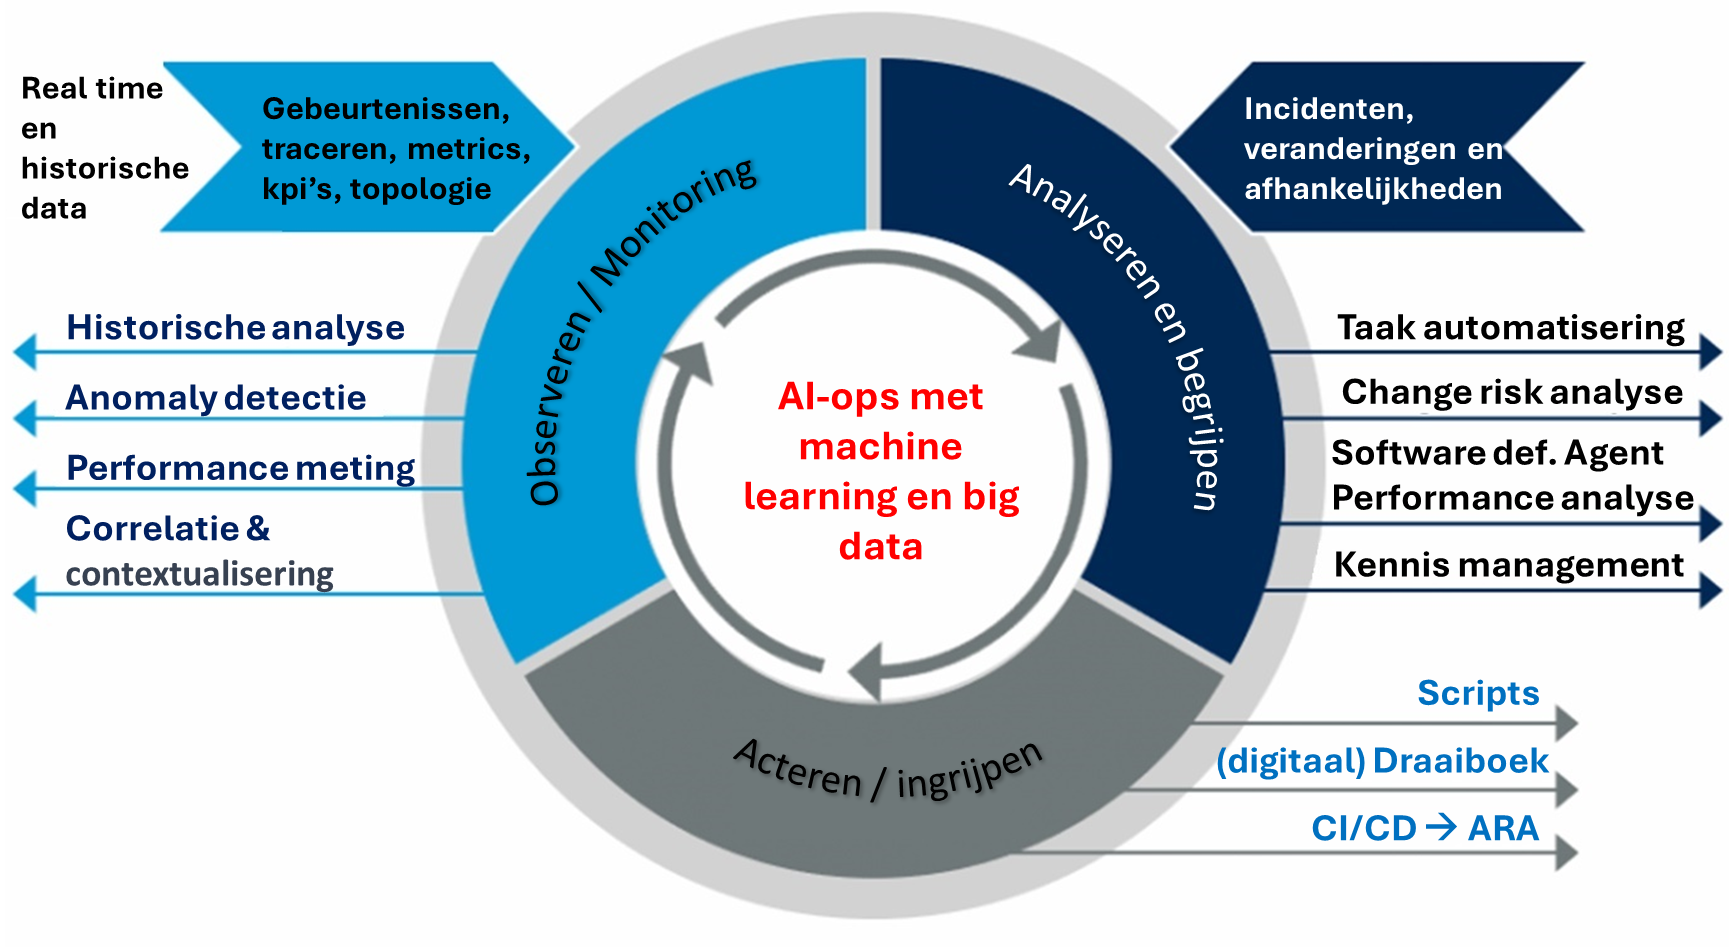 Real time
en
historische
data
Gebeurtenissen,
traceren, metrics,
kpi's, topologie
Incidenten,
veranderingen en
afhankelijkheden
Observeren / Monitoring
Analyseren en begrijpen
Acteren / ingrijpen
AI-ops met
machine
learning en big
data
Historische analyse
Anomaly detectie
Performance meting
Correlatie &
contextualisering
Taak automatisering
Change risk analyse
Software def. Agent
Performance analyse
Kennis management
Scripts
(digitaal) Draaiboek
CI/CD → ARA